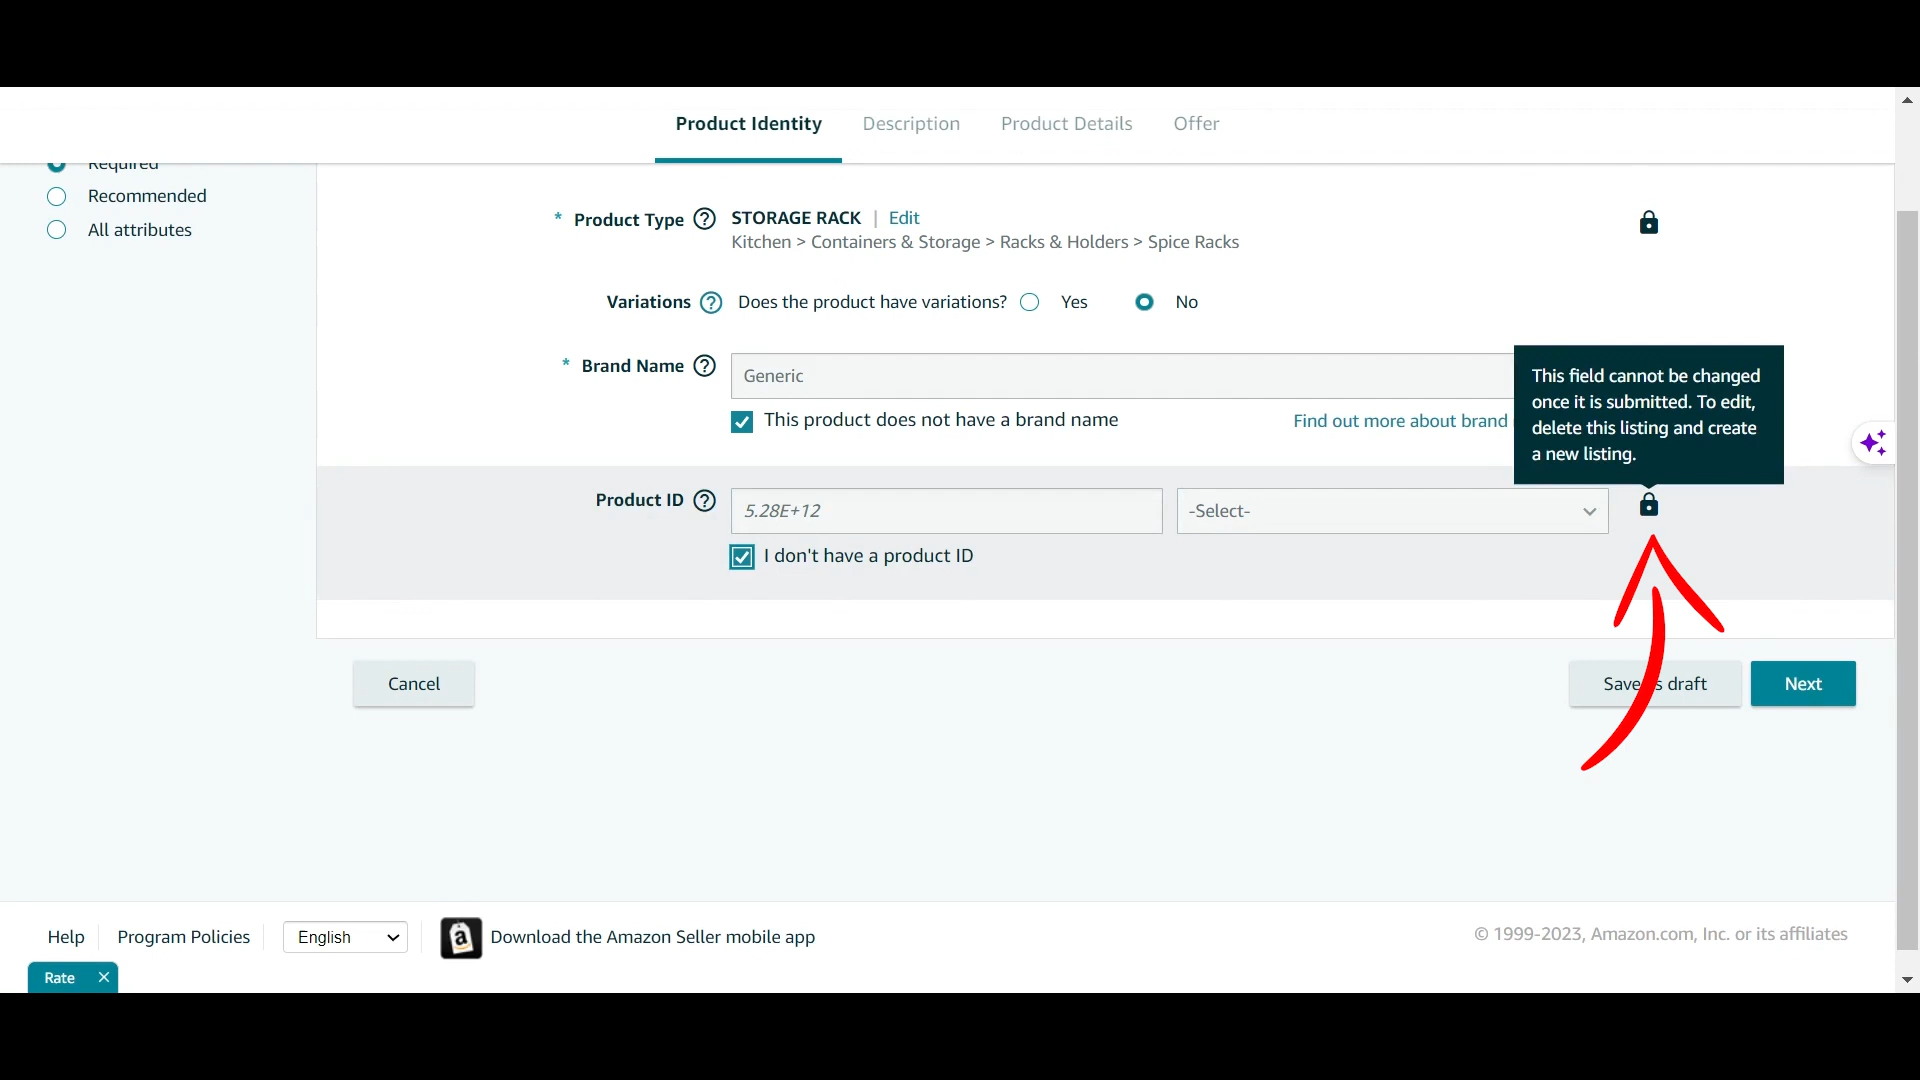 Product Identity
Description
Product Details
Offer
Required
Recommended
All attributes
* Product Type ? STORAGE RACK | Edit
Kitchen > Containers & Storage > Racks & Holders > Spice Racks
Variations ? Does the product have variations? Yes No
* Brand Name ? Generic
This product does not have a brand name
Find out more about brand
This field cannot be changed
once it is submitted. To edit,
delete this listing and create
a new listing.
Product ID ? 5.28E+12
-Select-
I don't have a product ID
Cancel
Save draft
Next
Help
Program Policies
English
a
Download the Amazon Seller mobile app
© 1999-2023, Amazon.com, Inc. or its affiliates
Rate ×